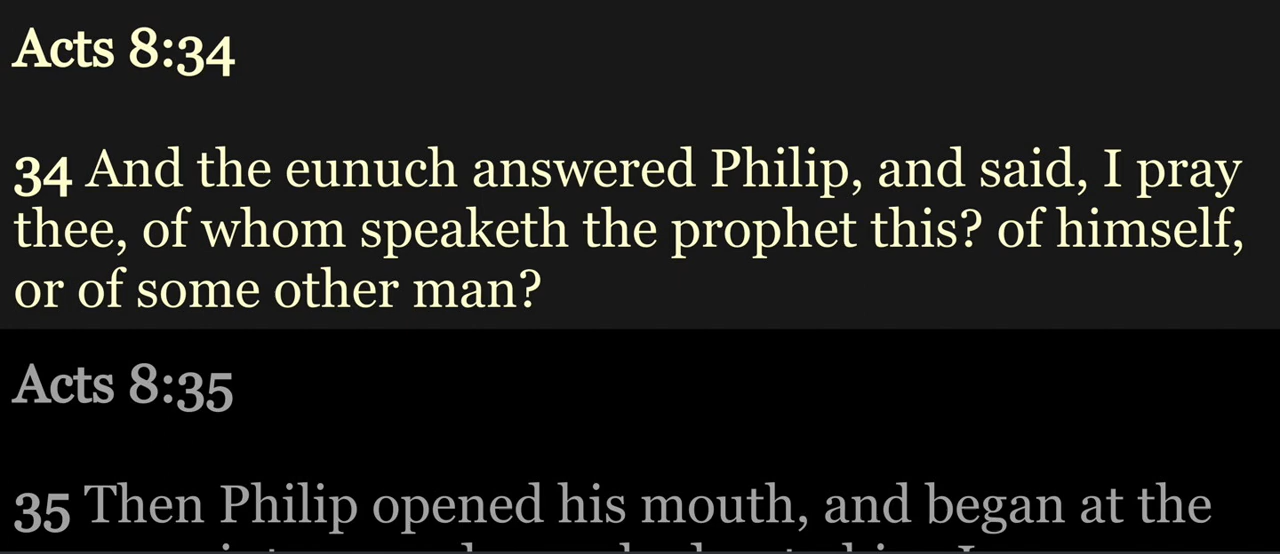 Acts 8:34
34 And the eunuch answered Philip, and said, I pray
thee, of whom speaketh the prophet this? of himself,
or of some other man?
Acts 8:35
35 Then Philip opened his mouth, and began at the